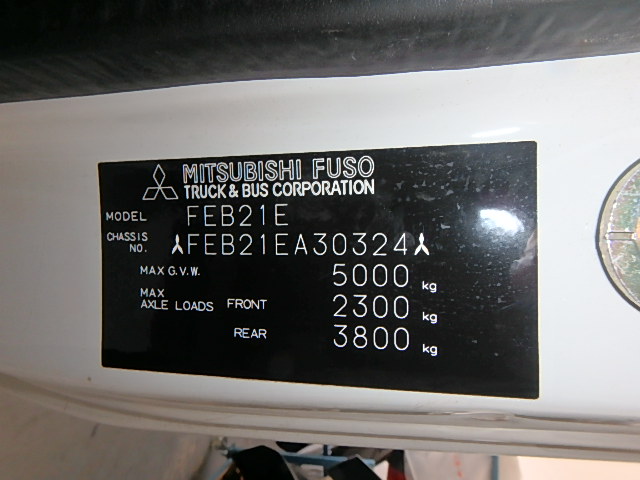 MITSUBISHI FUSO
TRUCK & BUS CORPORATION
MODEL FEB21E
CHASSIS NO. FEB21EA30324
MAX G.V.W. 5000 kg
MAX AXLE LOADS FRONT 2300 kg
REAR 3800 kg